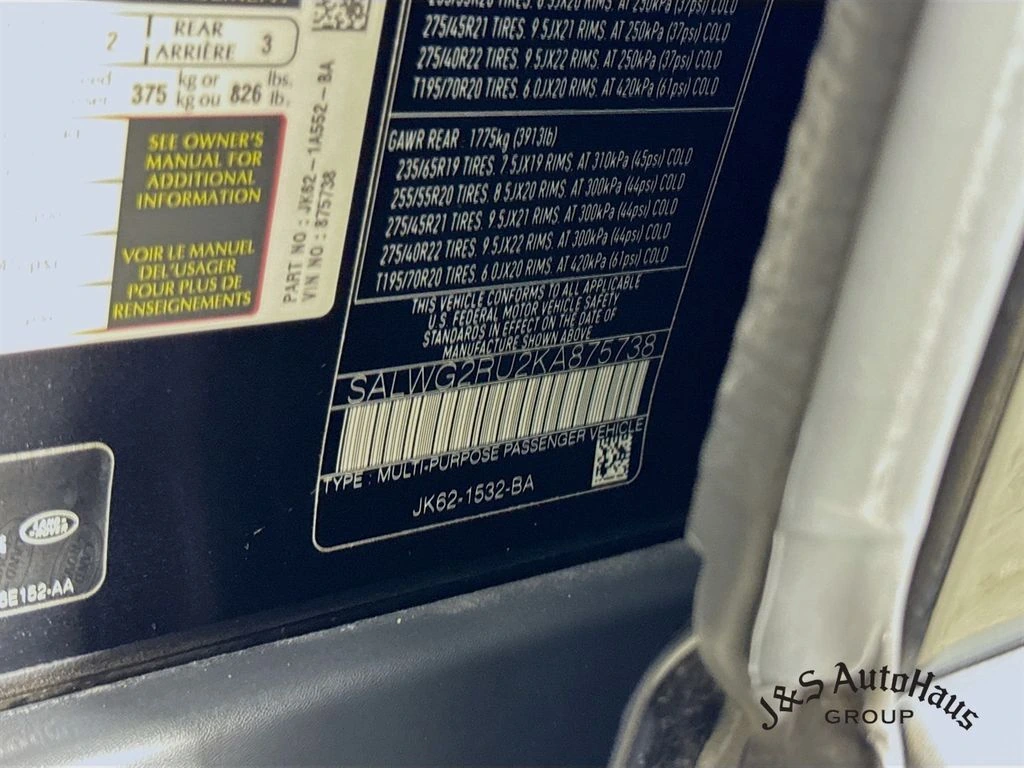 2 REAR ARRIÈRE 3
375 kg or kg ou 826 lbs. lb.
SEE OWNER'S
MANUAL FOR
ADDITIONAL
INFORMATION
VOIR LE MANUEL
DEL'USAGER
POUR PLUS DE
RENSEIGNEMENTS
PART NO : JK62-1A552-BA
VIN NO : 875738
275/45R21 TIRES. 9.5JX21 RIMS. AT 250kPa (37psi) COLD
275/40R22 TIRES. 9.5JX22 RIMS. AT 250kPa (37psi) COLD
T195/70R20 TIRES. 6.0JX20 RIMS. AT 420kPa (61psi) COLD
GAWR REAR : 1775kg (3913lb)
235/65R19 TIRES. 7.5JX19 RIMS. AT 310kPa (45psi) COLD
255/55R20 TIRES. 8.5JX20 RIMS. AT 300kPa (44psi) COLD
275/45R21 TIRES. 9.5JX21 RIMS. AT 300kPa (44psi) COLD
275/40R22 TIRES. 9.5JX22 RIMS. AT 300kPa (44psi) COLD
T195/70R20 TIRES. 6.0JX20 RIMS. AT 420kPa (61psi) COLD
THIS VEHICLE CONFORMS TO ALL APPLICABLE
U.S. FEDERAL MOTOR VEHICLE SAFETY
STANDARDS IN EFFECT ON THE DATE OF
MANUFACTURE SHOWN ABOVE
SALWG2RU2KA875738
TYPE : MULTI-PURPOSE PASSENGER VEHICLE
JK62-1532-BA
LAND
ROVER
E152-AA
J&S AutoHaus
GROUP